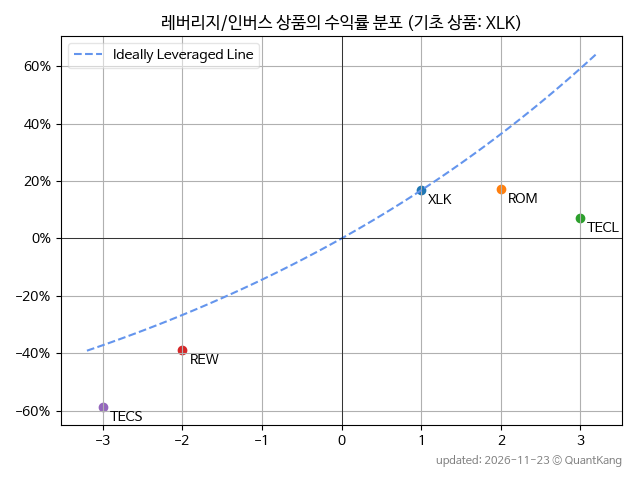 레버리지/인버스 상품의 수익률 분포 (기초 상품: XLK)
Ideally Leveraged Line
60%
40%
20%
0%
−20%
−40%
−60%
XLK
ROM
TECL
REW
TECS
−3
−2
−1
0
1
2
3
updated: 2026-11-23 © QuantKang